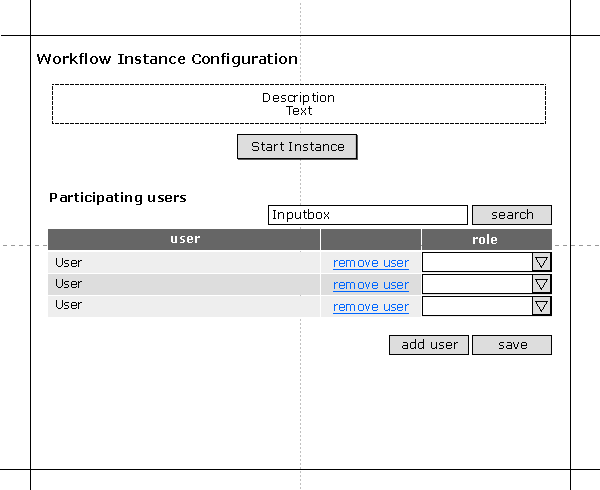 Workflow Instance Configuration
Description
Text
Start Instance
Participating users
Inputbox search
user role
User remove user
User remove user
User remove user
add user save